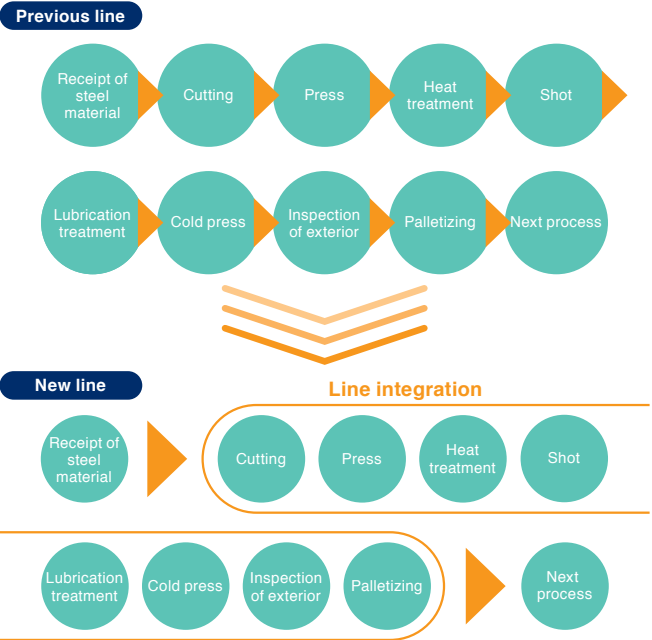 Previous line
Receipt of
steel
material
Cutting
Press
Heat
treatment
Shot
Lubrication
treatment
Cold press
Inspection
of exterior
Palletizing
Next process
New line
Line integration
Receipt of
steel
material
Cutting
Press
Heat
treatment
Shot
Lubrication
treatment
Cold press
Inspection
of exterior
Palletizing
Next
process